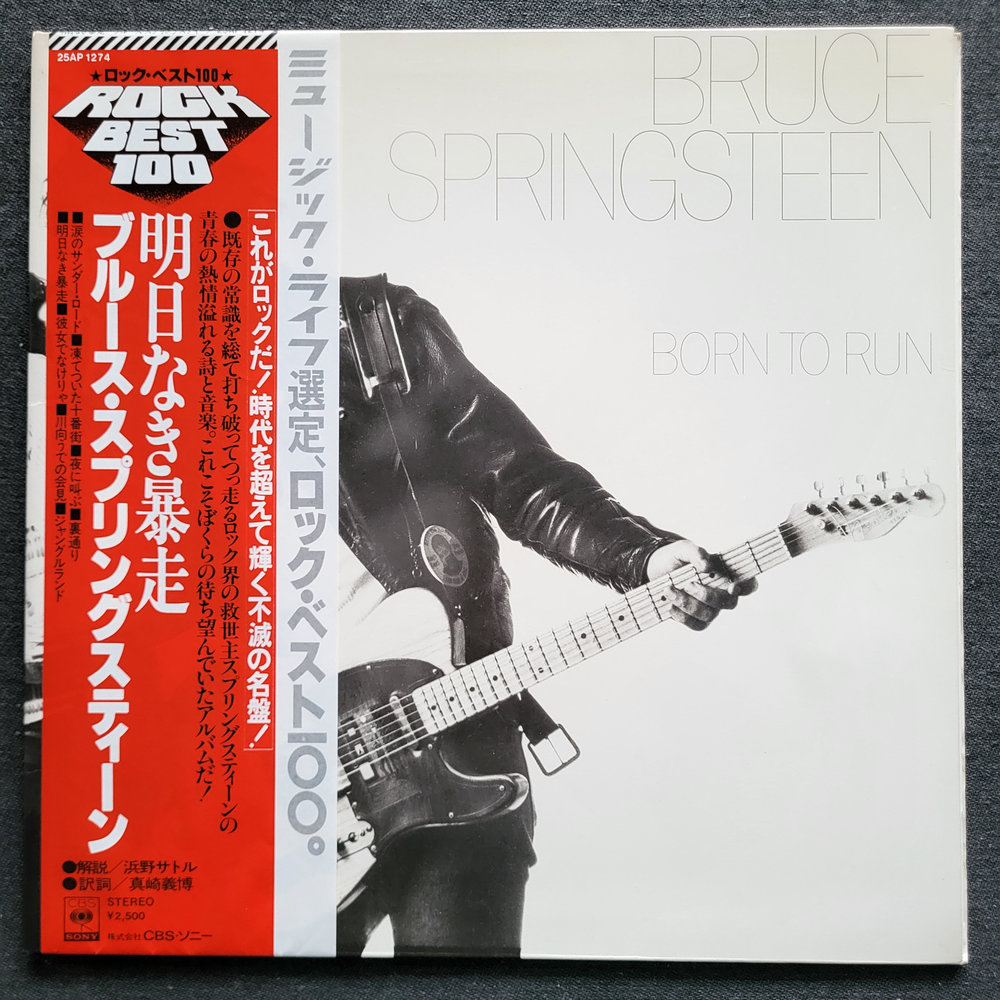 25AP 1274
★ロック・ベスト100★
ROCK
BEST
100
ミュージック・ライフ選定、ロック・ベスト一〇〇。
[これがロックだ!時代を超えて輝く不滅の名盤!]
●既存の常識を総て打ち破ってつっ走るロック界の救世主スプリングスティーンの
青春の熱情溢れる詩と音楽。これこそぼくらの待ち望んでいたアルバムだ!
明日なき暴走
ブルース・スプリングスティーン
■涙のサンダー・ロード■凍てついた十番街■夜に叫ぶ■裏通り
■明日なき暴走■彼女でなけりゃ■川向うでの会見■ジャングルランド
●解説/浜野サトル
●訳詞/真崎義博
CBS
SONY
STEREO
¥2,500
株式会社 CBS・ソニー
BRUCE
SPRINGSTEEN
BORN TO RUN